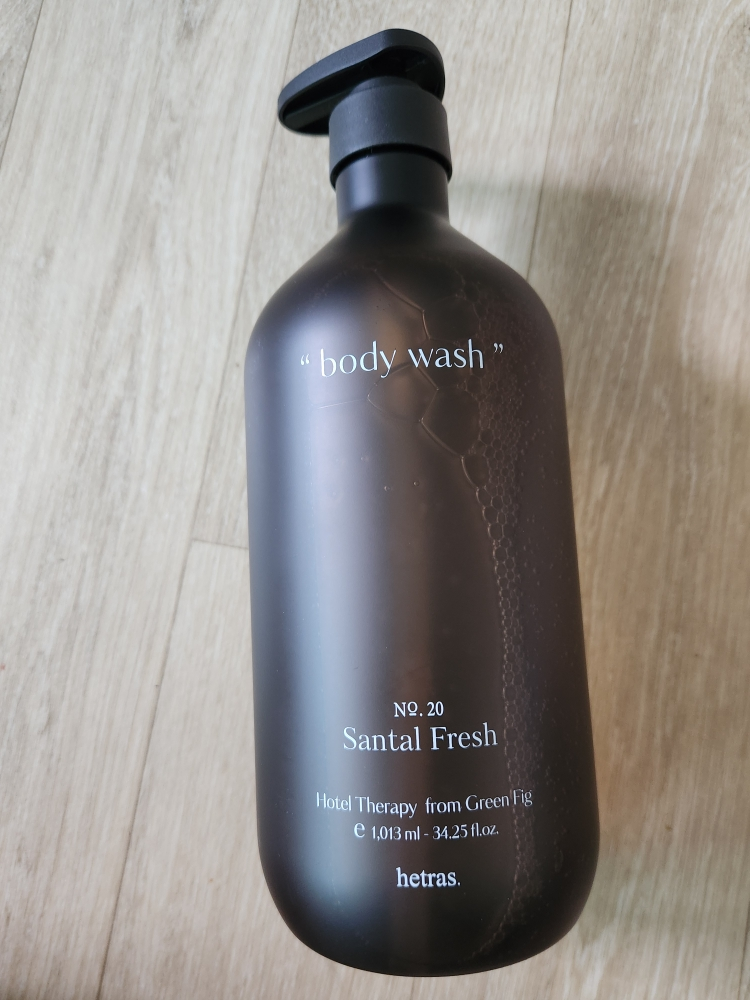 “ body wash ”
Nº. 20
Santal Fresh
Hotel Therapy from Green Fig
e 1,013 ml - 34.25 fl.oz.
hetras.